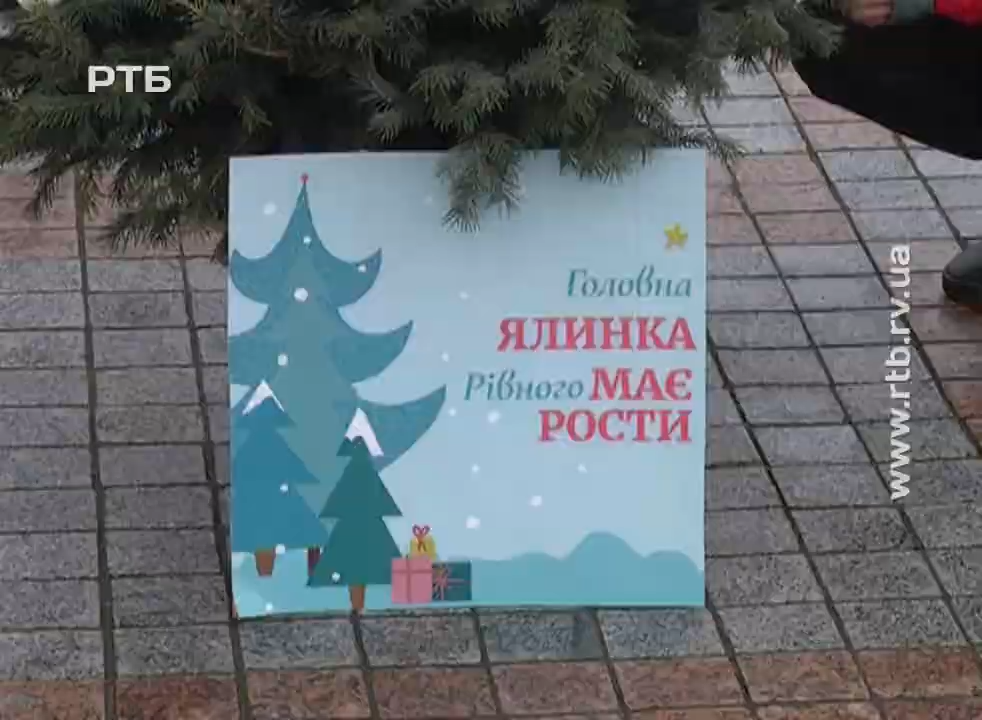 РТБ
Головна
ЯЛИНКА
Рівного МАЄ
РОСТИ
www.rtb.rv.ua